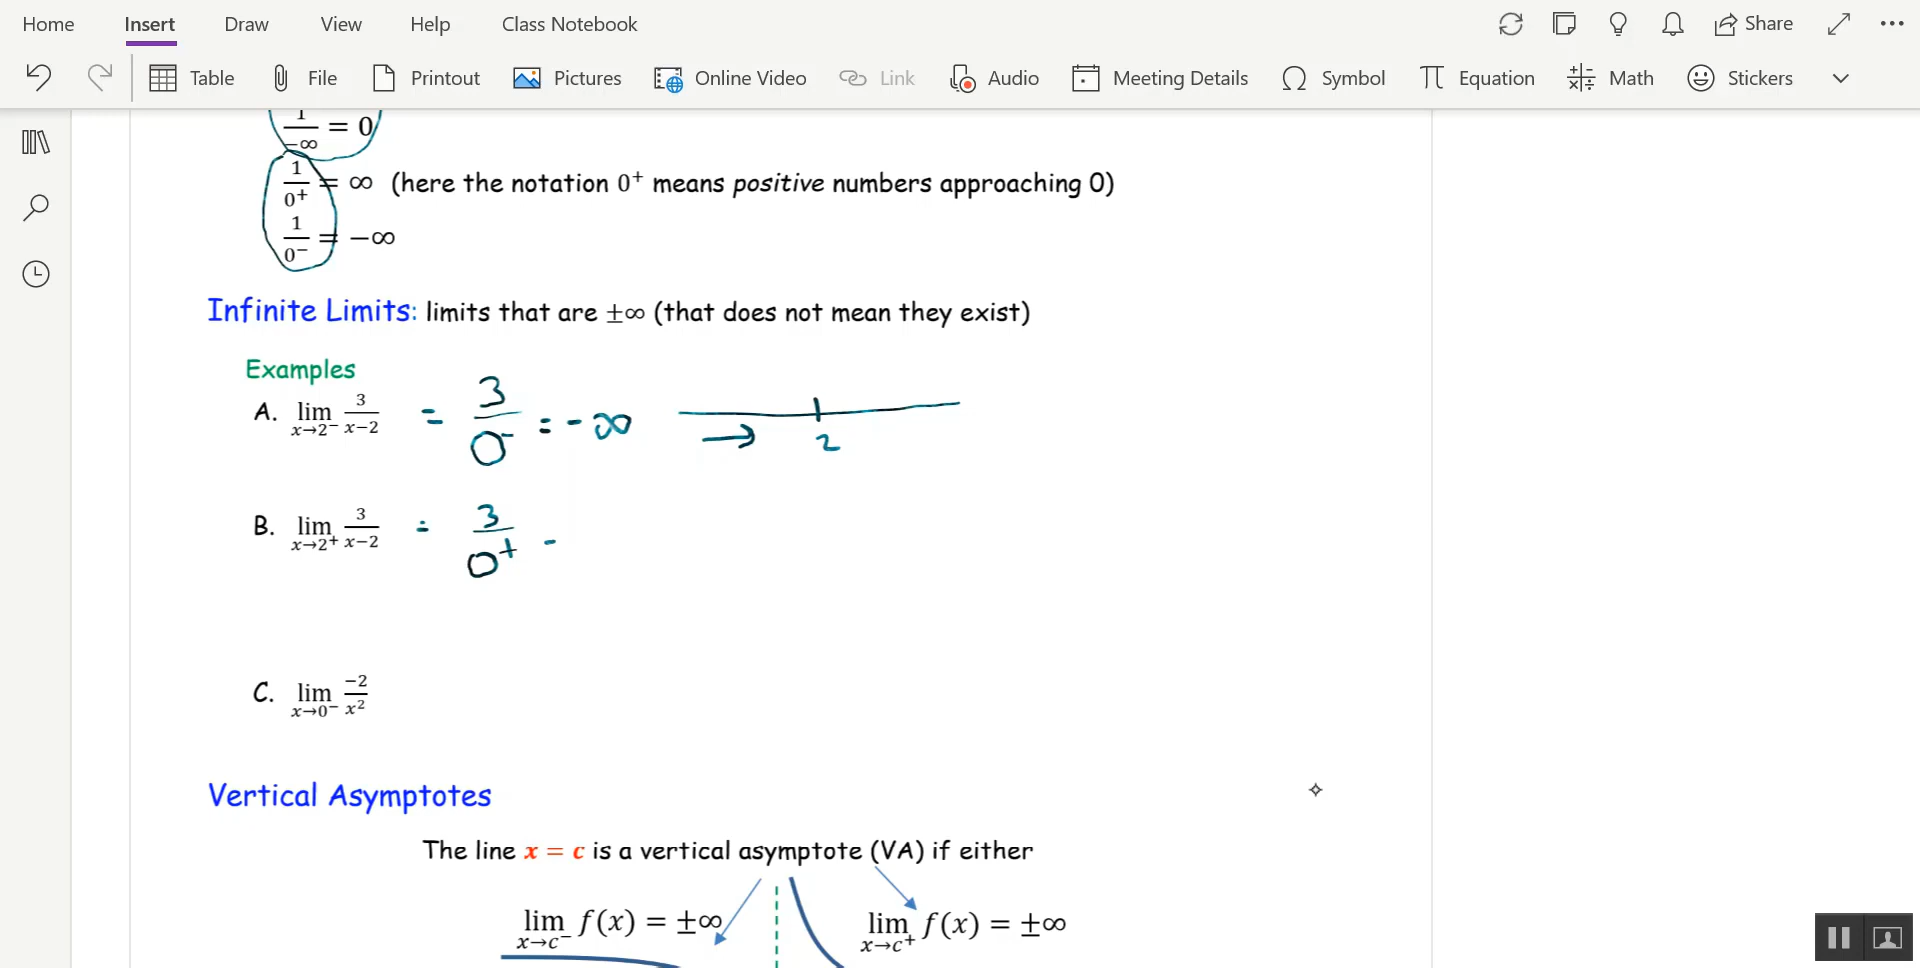 Home Insert Draw View Help Class Notebook Share
Table File Printout Pictures Online Video Link Audio Meeting Details Symbol Equation Math Stickers
1/−∞ = 0
1/0⁺ = ∞ (here the notation 0⁺ means positive numbers approaching 0)
1/0⁻ = −∞
Infinite Limits: limits that are ±∞ (that does not mean they exist)
Examples
A. lim x→2⁻ 3/x−2 = 3/0⁻ = -∞ 2
B. lim x→2⁺ 3/x−2 = 3/0⁺ -
C. lim x→0⁻ −2/x²
Vertical Asymptotes
The line x = c is a vertical asymptote (VA) if either
lim x→c⁻ f(x) = ±∞ lim x→c⁺ f(x) = ±∞